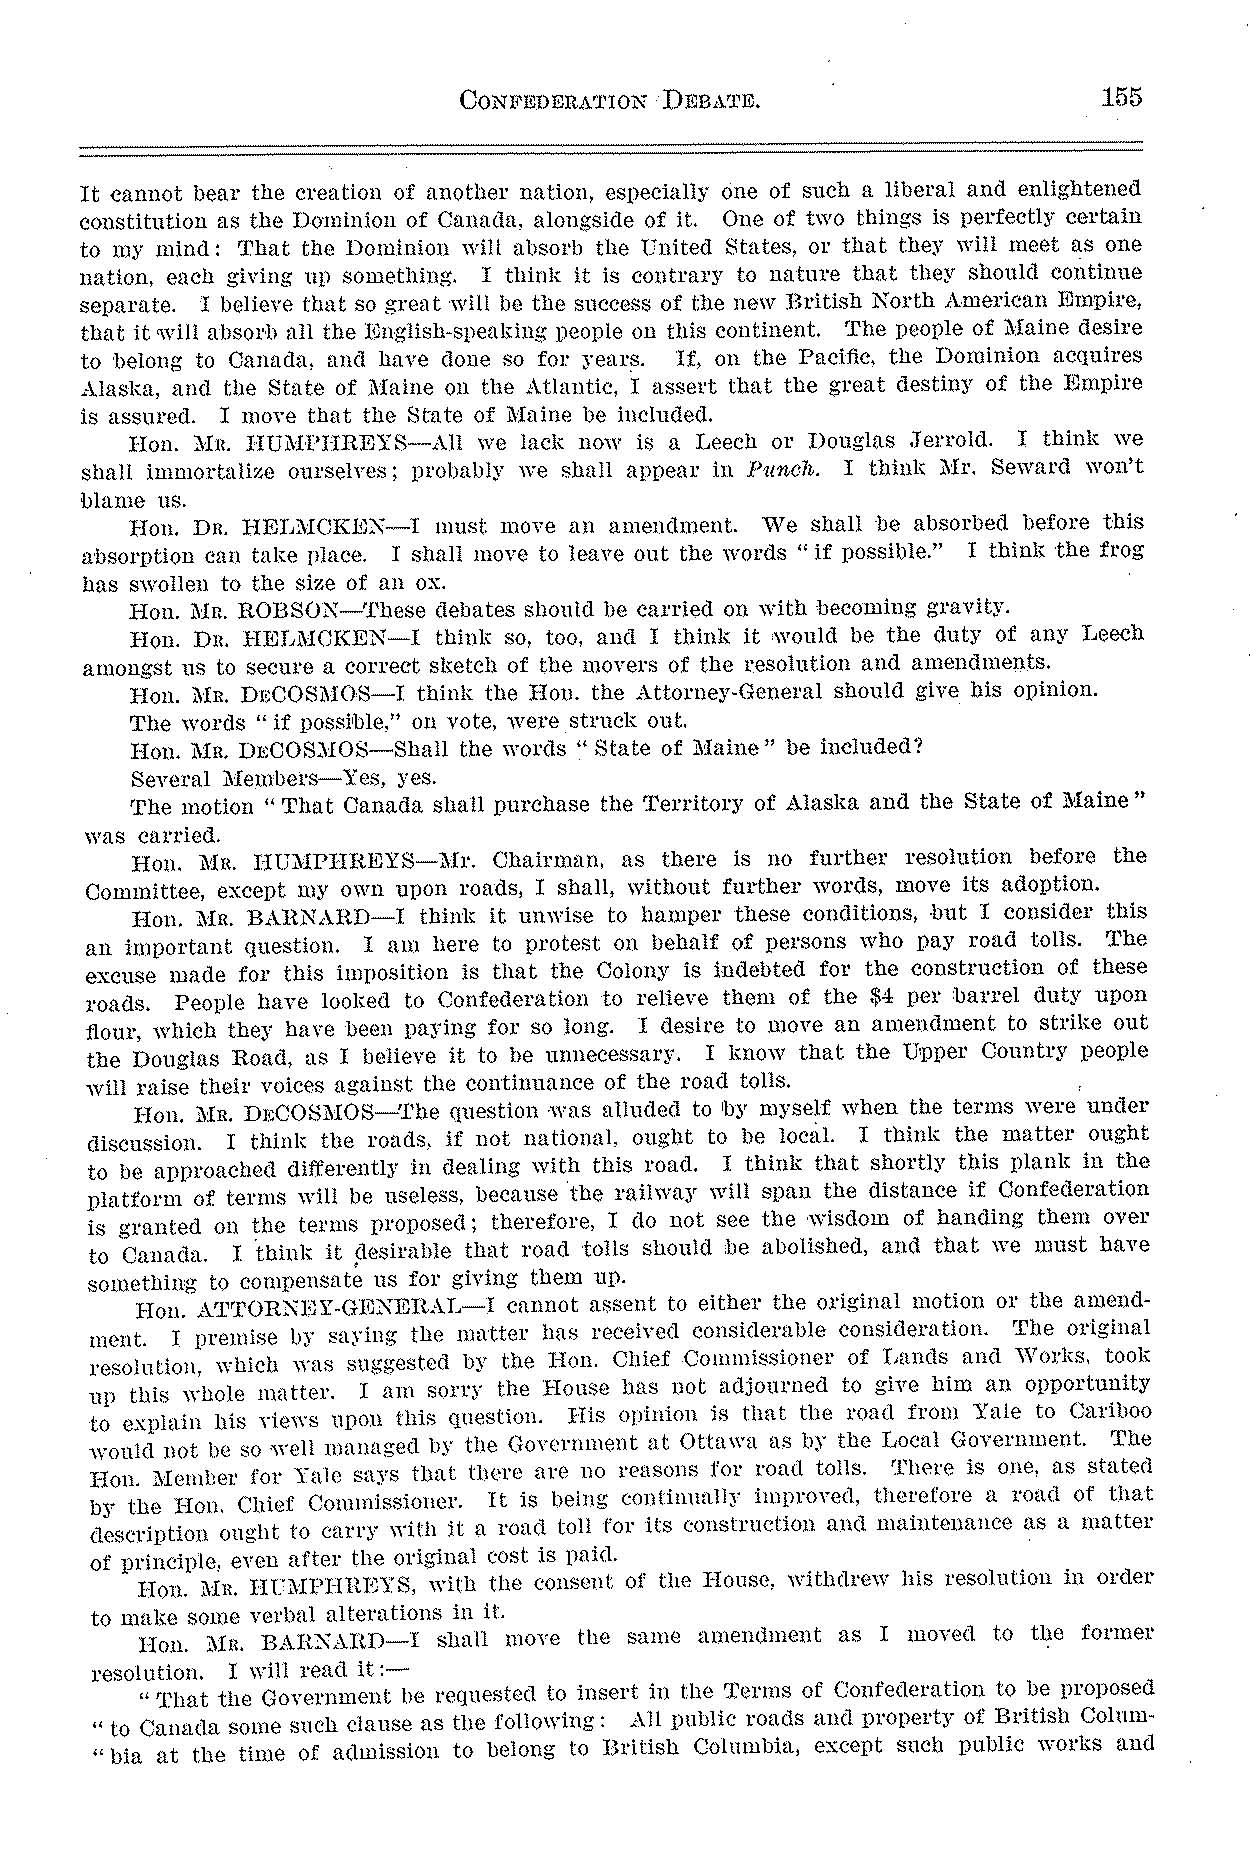 CONFEDERATION DEBATE. 155
It cannot bear the creation of another nation, especially one of such a liberal and enlightened
constitution as the Dominion of Canada, alongside of it. One of two things is perfectly certain
to my mind: That the Dominion will absorb the United States, or that they will meet as one
nation, each giving up something. I think it is contrary to nature that they should continue
separate. I believe that so great will be the success of the new British North American Empire,
that it will absorb all the English-speaking people on this continent. The people of Maine desire
to belong to Canada, and have done so for years. If, on the Pacific, the Dominion acquires
Alaska, and the State of Maine on the Atlantic, I assert that the great destiny of the Empire
is assured. I move that the State of Maine be included.
Hon. MR. HUMPHREYS—All we lack now is a Leech or Douglas Jerrold. I think we
shall immortalize ourselves; probably we shall appear in Punch. I think Mr. Seward won't
blame us.
Hon. DR. HELMCKEN—I must move an amendment. We shall be absorbed before this
absorption can take place. I shall move to leave out the words "if possible." I think the frog
has swollen to the size of an ox.
Hon. MR. ROBSON—These debates should be carried on with becoming gravity.
Hon. DR. HELMCKEN—I think so, too, and I think it would be the duty of any Leech
amongst us to secure a correct sketch of the movers of the resolution and amendments.
Hon. MR. DECOSMOS—I think the Hon. the Attorney-General should give his opinion.
The words "if possible," on vote, were struck out.
Hon. MR. DECOSMOS—Shall the words "State of Maine" be included?
Several Members—Yes, yes.
The motion "That Canada shall purchase the Territory of Alaska and the State of Maine"
was carried.
Hon. MR. HUMPHREYS—Mr. Chairman, as there is no further resolution before the
Committee, except my own upon roads, I shall, without further words, move its adoption.
Hon. MR. BARNARD—I think it unwise to hamper these conditions, but I consider this
an important question. I am here to protest on behalf of persons who pay road tolls. The
excuse made for this imposition is that the Colony is indebted for the construction of these
roads. People have looked to Confederation to relieve them of the $4 per barrel duty upon
flour, which they have been paying for so long. I desire to move an amendment to strike out
the Douglas Road, as I believe it to be unnecessary. I know that the Upper Country people
will raise their voices against the continuance of the road tolls.
Hon. MR. DECOSMOS—The question was alluded to by myself when the terms were under
discussion. I think the roads, if not national, ought to be local. I think the matter ought
to be approached differently in dealing with this road. I think that shortly this plank in the
platform of terms will be useless, because the railway will span the distance if Confederation
is granted on the terms proposed; therefore, I do not see the wisdom of handing them over
to Canada. I think it desirable that road tolls should be abolished, and that we must have
something to compensate us for giving them up.
Hon. ATTORNEY-GENERAL—I cannot assent to either the original motion or the amend-
ment. I premise by saying the matter has received considerable consideration. The original
resolution, which was suggested by the Hon. Chief Commissioner of Lands and Works, took
up this whole matter. I am sorry the House has not adjourned to give him an opportunity
to explain his views upon this question. His opinion is that the road from Yale to Cariboo
would not be so well managed by the Government at Ottawa as by the Local Government. The
Hon. Member for Yale says that there are no reasons for road tolls. There is one, as stated
by the Hon. Chief Commissioner. It is being continually improved, therefore a road of that
description ought to carry with it a road toll for its construction and maintenance as a matter
of principle, even after the original cost is paid.
Hon. MR. HUMPHREYS, with the consent of the House, withdrew his resolution in order
to make some verbal alterations in it.
Hon. MR. BARNARD—I shall move the same amendment as I moved to the former
resolution. I will read it:—
"That the Government be requested to insert in the Terms of Confederation to be proposed
"to Canada some such clause as the following: All public roads and property of British Colum-
"bia at the time of admission to belong to British Columbia, except such public works and